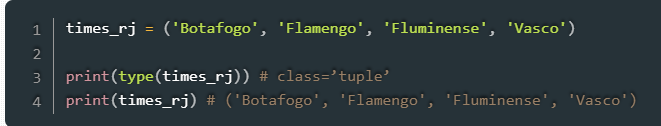 1 times_rj = ('Botafogo', 'Flamengo', 'Fluminense', 'Vasco')
2
3 print(type(times_rj)) # class=’tuple’
4 print(times_rj) # ('Botafogo', 'Flamengo', 'Fluminense', 'Vasco')